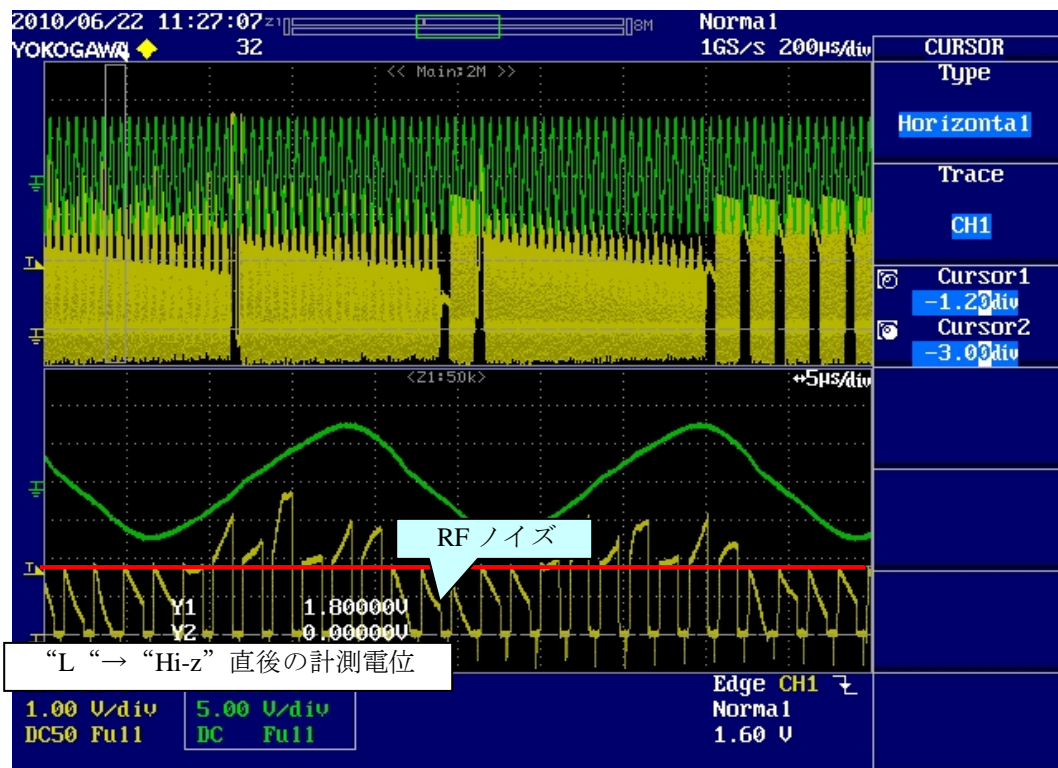 2010/06/22 11:27:07
Z1
8M
Normal
YOKOGAWA
32
1GS/s 200μs/div
CURSOR
<< Main:2M >>
Type
Horizontal
Trace
CH1
Cursor1
-1.20div
Cursor2
-3.00div
<Z1:50k>
5μs/div
RF ノイズ
Y1 1.80000V
Y2 0.00000V
“L “→ “Hi-z” 直後の計測電位
Edge CH1
1.00 V/div
5.00 V/div
Normal
DC50 Full
DC Full
1.60 V